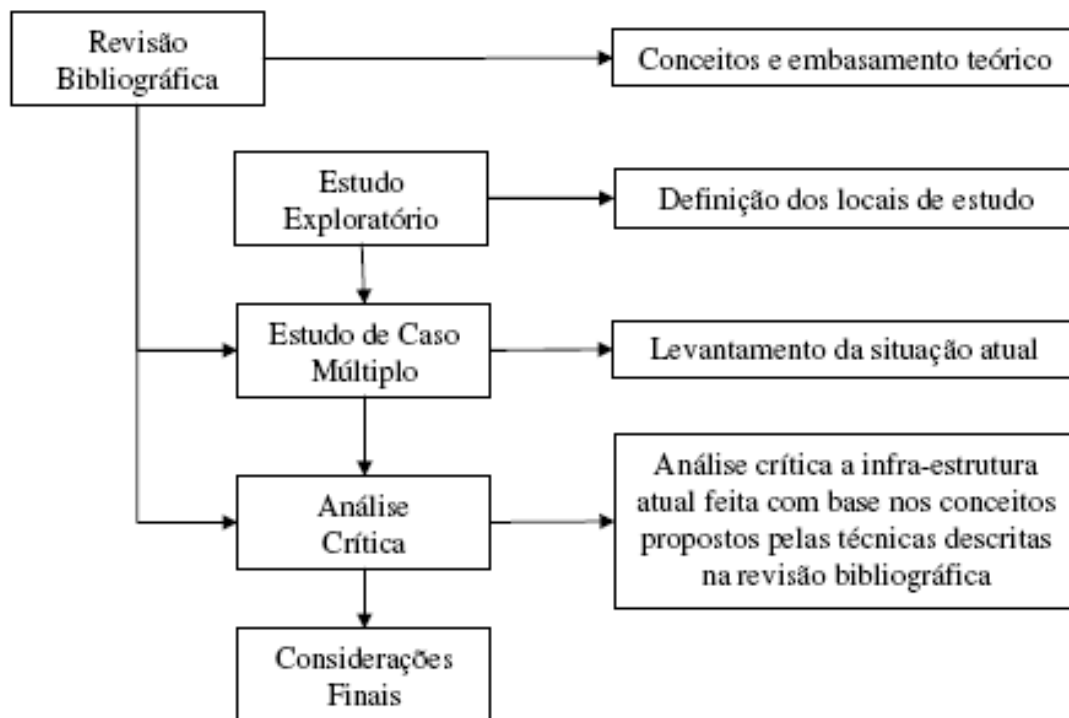 Revisão
Bibliográfica
Conceitos e embasamento teórico
Estudo
Exploratório
Definição dos locais de estudo
Estudo de Caso
Múltiplo
Levantamento da situação atual
Análise
Crítica
Análise crítica a infra-estrutura
atual feita com base nos conceitos
propostos pelas técnicas descritas
na revisão bibliográfica
Considerações
Finais